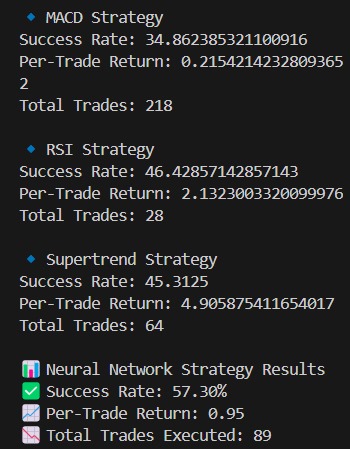 🔹 MACD Strategy
Success Rate: 34.862385321100916
Per-Trade Return: 0.2154214232809365
2
Total Trades: 218
🔹 RSI Strategy
Success Rate: 46.42857142857143
Per-Trade Return: 2.1323003320099976
Total Trades: 28
🔹 Supertrend Strategy
Success Rate: 45.3125
Per-Trade Return: 4.905875411654017
Total Trades: 64
📊 Neural Network Strategy Results
✅ Success Rate: 57.30%
📈 Per-Trade Return: 0.95
📉 Total Trades Executed: 89